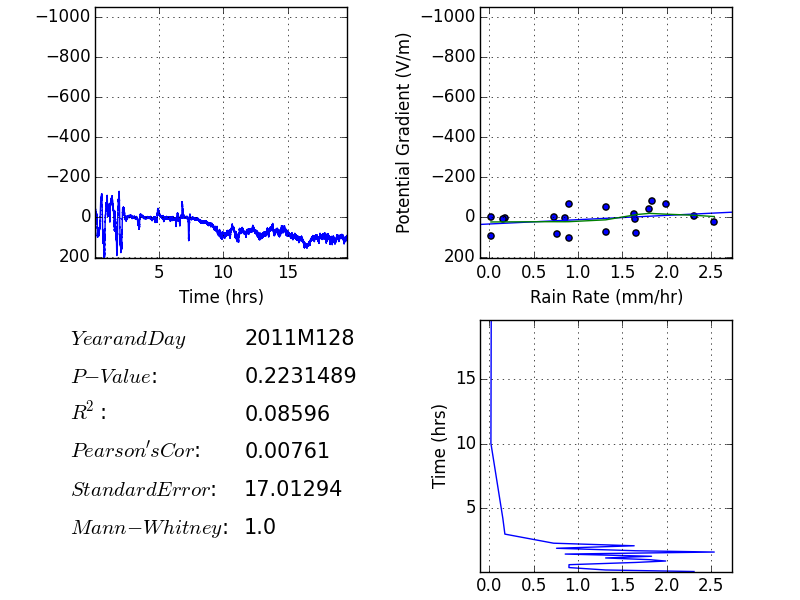 −1000
−800
−600
−400
−200
0
200
5 10 15
Time (hrs)
Potential Gradient (V/m)
−1000
−800
−600
−400
−200
0
200
0.0 0.5 1.0 1.5 2.0 2.5
Rain Rate (mm/hr)
YearandDay 2011M128
P−Value: 0.2231489
R²: 0.08596
Pearson'sCor: 0.00761
StandardError: 17.01294
Mann−Whitney: 1.0
Time (hrs)
15
10
5
0.0 0.5 1.0 1.5 2.0 2.5